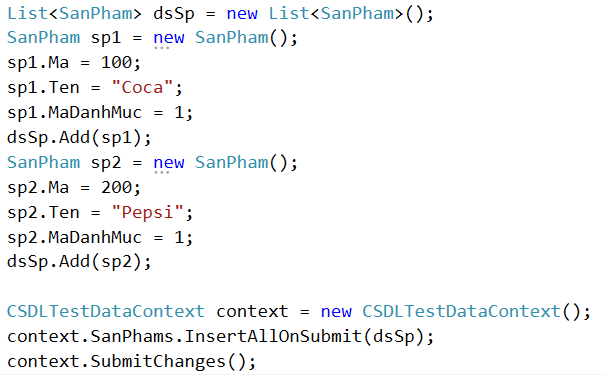 List<SanPham> dsSp = new List<SanPham>();
SanPham sp1 = new SanPham();
sp1.Ma = 100;
sp1.Ten = "Coca";
sp1.MaDanhMuc = 1;
dsSp.Add(sp1);
SanPham sp2 = new SanPham();
sp2.Ma = 200;
sp2.Ten = "Pepsi";
sp2.MaDanhMuc = 1;
dsSp.Add(sp2);
CSDLTestDataContext context = new CSDLTestDataContext();
context.SanPhams.InsertAllOnSubmit(dsSp);
context.SubmitChanges();